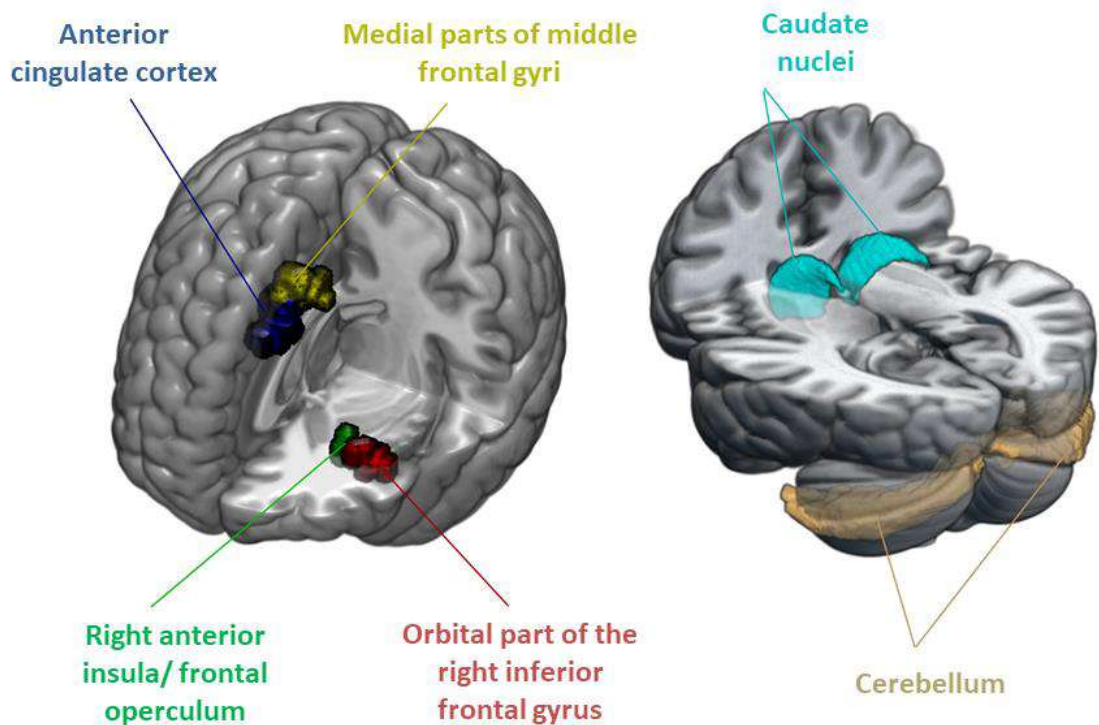 Anterior
cingulate cortex
Medial parts of middle
frontal gyri
Caudate
nuclei
Right anterior
insula/ frontal
operculum
Orbital part of the
right inferior
frontal gyrus
Cerebellum